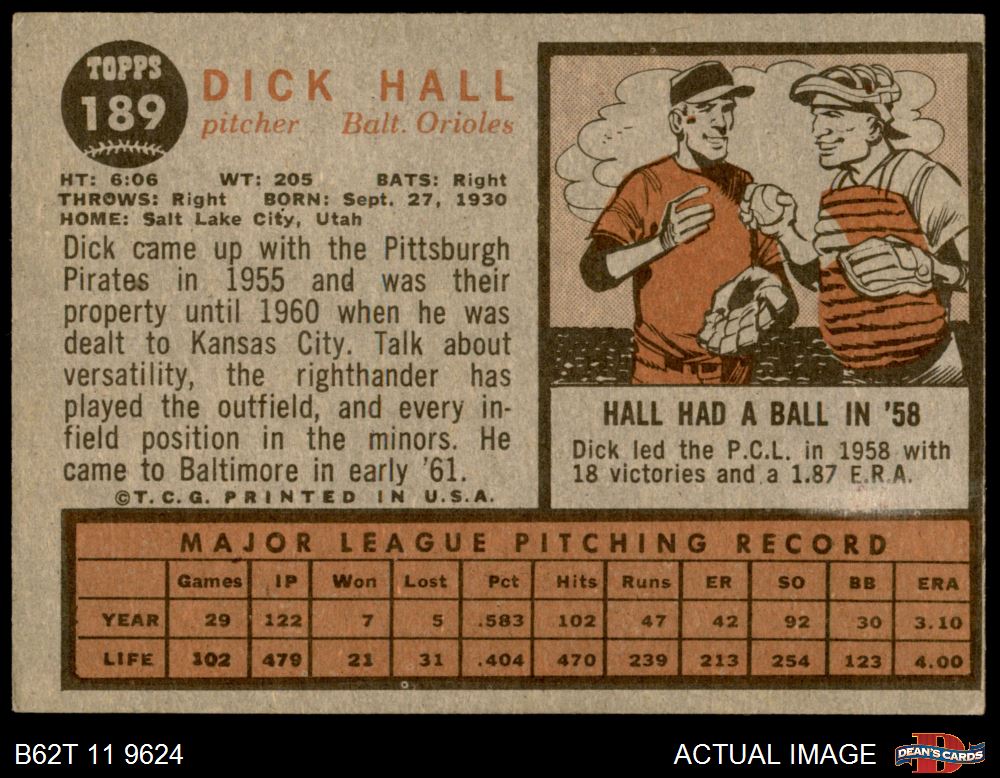 TOPPS
189
DICK HALL
pitcher Balt. Orioles
HT: 6:06 WT: 205 BATS: Right
THROWS: Right BORN: Sept. 27, 1930
HOME: Salt Lake City, Utah
Dick came up with the Pittsburgh
Pirates in 1955 and was their
property until 1960 when he was
dealt to Kansas City. Talk about
versatility, the righthander has
played the outfield, and every in-
field position in the minors. He
came to Baltimore in early '61.
©T.C.G. PRINTED IN U.S.A.
HALL HAD A BALL IN '58
Dick led the P.C.L. in 1958 with
18 victories and a 1.87 E.R.A.
MAJOR LEAGUE PITCHING RECORD
Games IP Won Lost Pct Hits Runs ER SO BB ERA
YEAR 29 122 7 5 .583 102 47 42 92 30 3.10
LIFE 102 479 21 31 .404 470 239 213 254 123 4.00
B62T 11 9624
ACTUAL IMAGE
D
DEAN'S CARDS